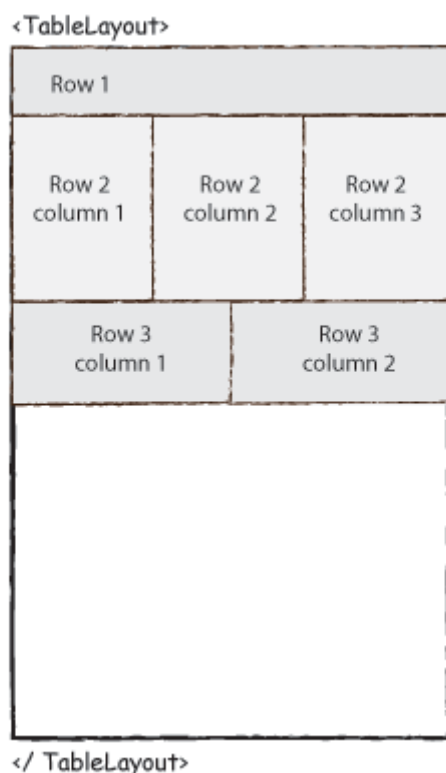 <TableLayout>
Row 1
Row 2
column 1
Row 2
column 2
Row 2
column 3
Row 3
column 1
Row 3
column 2
</ TableLayout>